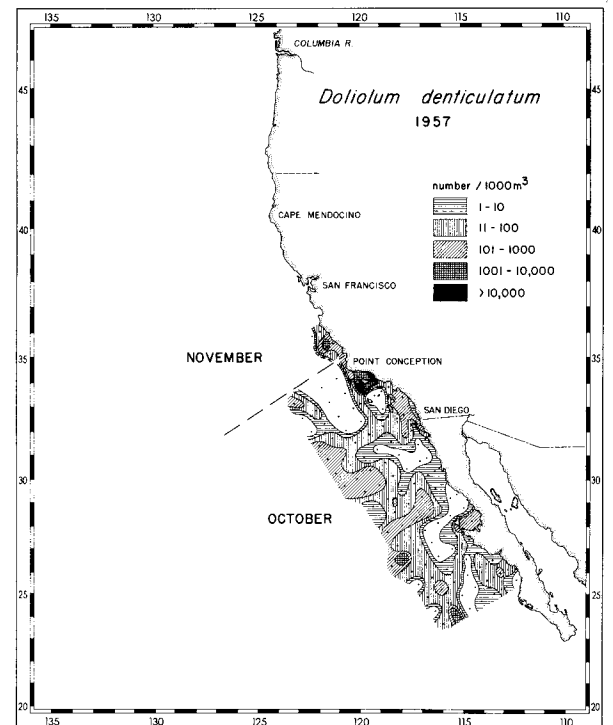 135 130 125 120 115 110
COLUMBIA R.
45
45
Doliolum denticulatum
1957
number / 1000m³
1 - 10
11 - 100
101 - 1000
1001 - 10,000
>10,000
CAPE MENDOCINO
40
40
SAN FRANCISCO
NOVEMBER
POINT CONCEPTION
35
35
SAN DIEGO
30
30
OCTOBER
25
25
20
20
135 130 125 120 115 110